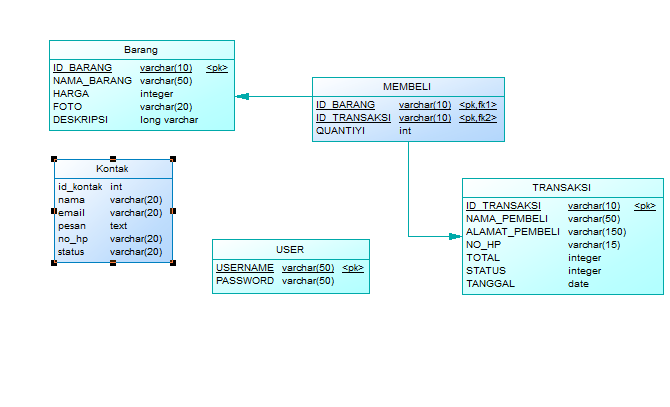 Barang
ID_BARANG varchar(10) <pk>
NAMA_BARANG varchar(50)
HARGA integer
FOTO varchar(20)
DESKRIPSI long varchar
MEMBELI
ID_BARANG varchar(10) <pk,fk1>
ID_TRANSAKSI varchar(10) <pk,fk2>
QUANTIYI int
Kontak
id_kontak int
nama varchar(20)
email varchar(20)
pesan text
no_hp varchar(20)
status varchar(20)
TRANSAKSI
ID_TRANSAKSI varchar(10) <pk>
NAMA_PEMBELI varchar(50)
ALAMAT_PEMBELI varchar(150)
NO_HP varchar(15)
TOTAL integer
STATUS integer
TANGGAL date
USER
USERNAME varchar(50) <pk>
PASSWORD varchar(50)